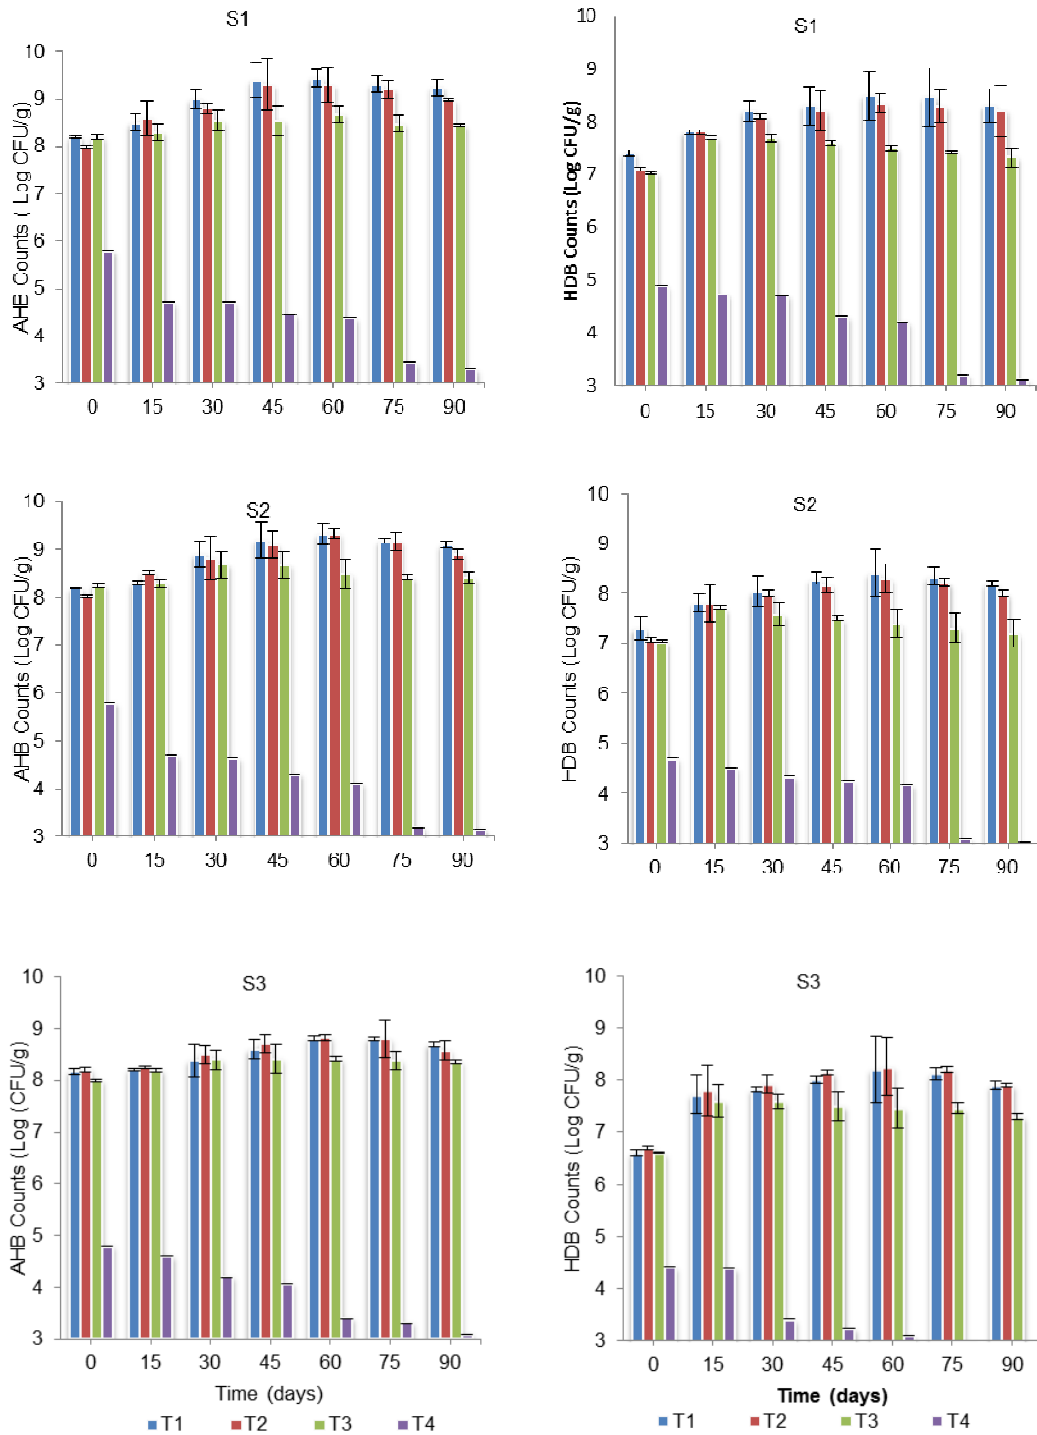 S1
AHE Counts ( Log CFU/g)
10
9
8
7
6
5
4
3
0 15 30 45 60 75 90
S1
HDB Counts (Log CFU/g)
10
9
8
7
6
5
4
3
0 15 30 45 60 75 90
S2
AHB Counts (Log CFU/g)
10
9
8
7
6
5
4
3
0 15 30 45 60 75 90
S2
HDB Counts (Log CFU/g)
10
9
8
7
6
5
4
3
0 15 30 45 60 75 90
S3
AHB Counts (Log (CFU/g)
10
9
8
7
6
5
4
3
0 15 30 45 60 75 90
Time (days)
T1 T2 T3 T4
S3
HDB Counts (Log CFU/g)
10
9
8
7
6
5
4
3
0 15 30 45 60 75 90
Time (days)
T1 T2 T3 T4